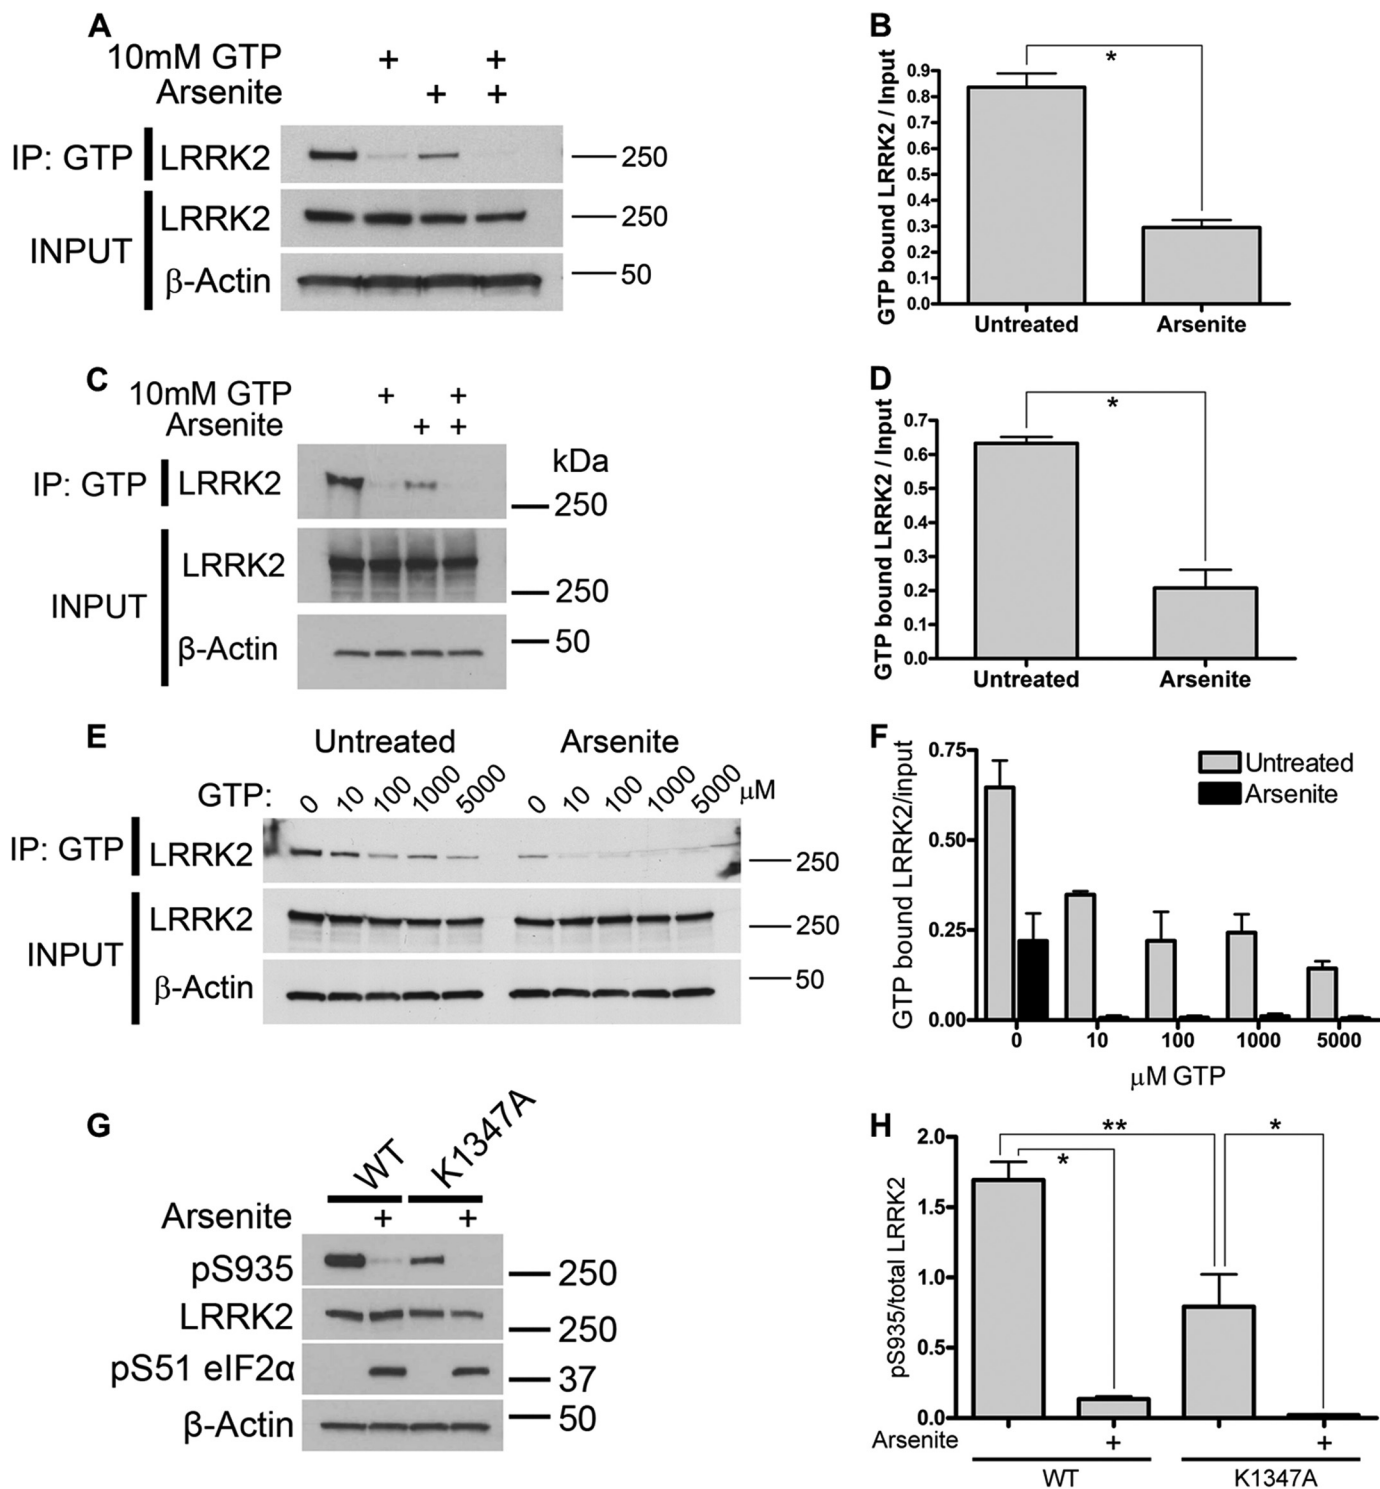 A
10mM GTP + +
Arsenite + +
IP: GTP LRRK2 250
INPUT LRRK2 250
β-Actin 50
B
*
GTP bound LRRK2 / Input
0.9
0.8
0.7
0.6
0.5
0.4
0.3
0.2
0.1
0.0
Untreated Arsenite
C
10mM GTP + +
Arsenite + +
kDa
IP: GTP LRRK2 250
INPUT LRRK2 250
β-Actin 50
D
*
GTP bound LRRK2 / Input
0.7
0.6
0.5
0.4
0.3
0.2
0.1
0.0
Untreated Arsenite
E
Untreated Arsenite
GTP: 0 10 100 1000 5000 0 10 100 1000 5000 μM
IP: GTP LRRK2 250
INPUT LRRK2 250
β-Actin 50
F
GTP bound LRRK2/input
0.75
0.50
0.25
0.00
Untreated
Arsenite
0 10 100 1000 5000
μM GTP
G
WT K1347A
Arsenite + +
pS935 250
LRRK2 250
pS51 eIF2α 37
β-Actin 50
H
** *
*
pS935/total LRRK2
2.0
1.5
1.0
0.5
0.0
Arsenite + +
WT K1347A